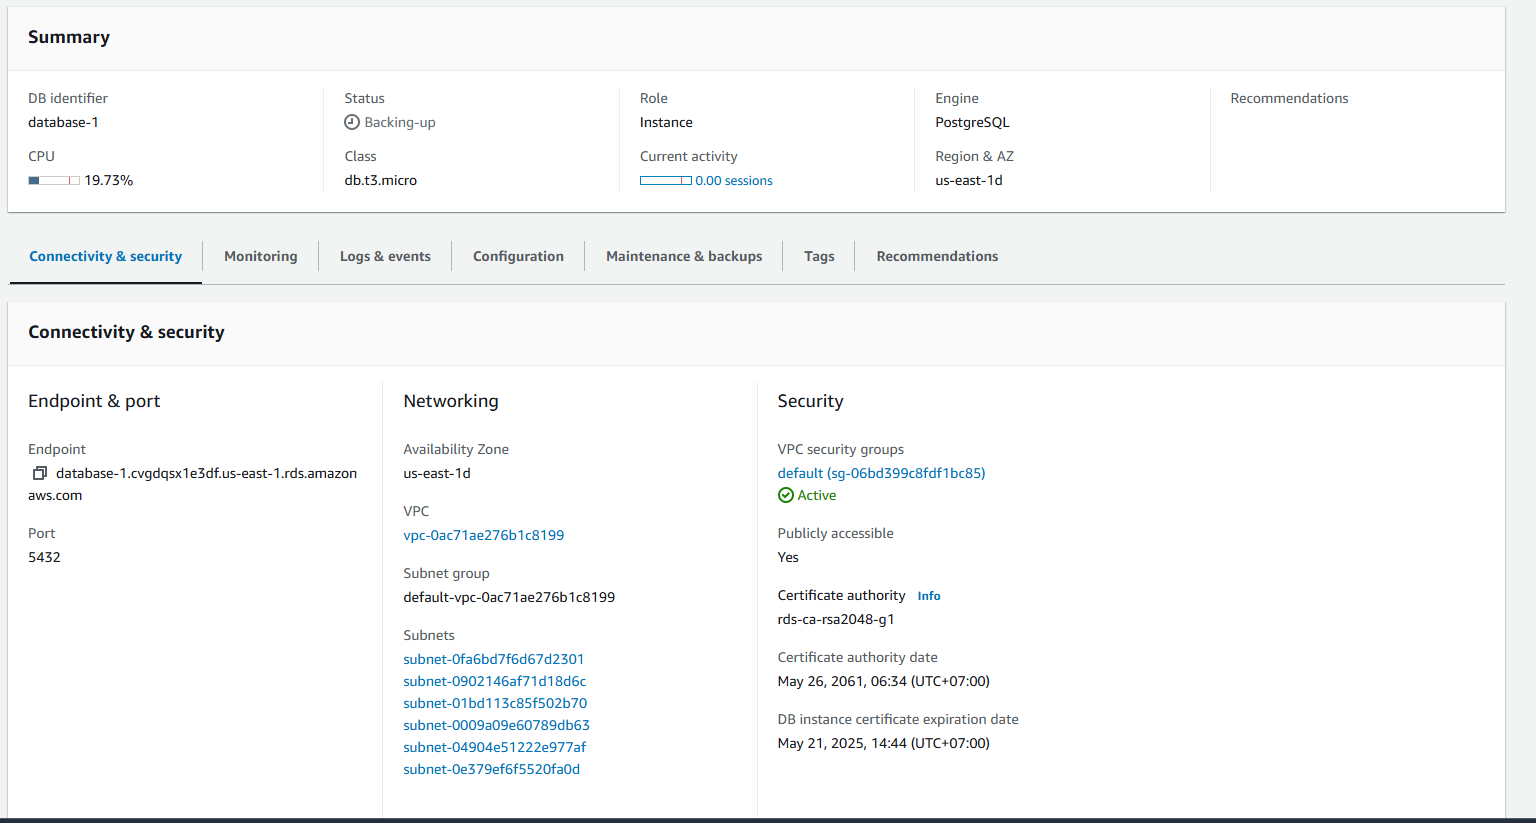 Summary
DB identifier
database-1
Status
Backing-up
Role
Instance
Engine
PostgreSQL
Recommendations
CPU
19.73%
Class
db.t3.micro
Current activity
0.00 sessions
Region & AZ
us-east-1d
Connectivity & security
Monitoring
Logs & events
Configuration
Maintenance & backups
Tags
Recommendations
Connectivity & security
Endpoint & port
Endpoint
database-1.cvgdqsx1e3df.us-east-1.rds.amazon
aws.com
Port
5432
Networking
Availability Zone
us-east-1d
VPC
vpc-0ac71ae276b1c8199
Subnet group
default-vpc-0ac71ae276b1c8199
Subnets
subnet-0fa6bd7f6d67d2301
subnet-0902146af71d18d6c
subnet-01bd113c85f502b70
subnet-0009a09e60789db63
subnet-04904e51222e977af
subnet-0e379ef6f5520fa0d
Security
VPC security groups
default (sg-06bd399c8fdf1bc85)
Active
Publicly accessible
Yes
Certificate authority Info
rds-ca-rsa2048-g1
Certificate authority date
May 26, 2061, 06:34 (UTC+07:00)
DB instance certificate expiration date
May 21, 2025, 14:44 (UTC+07:00)